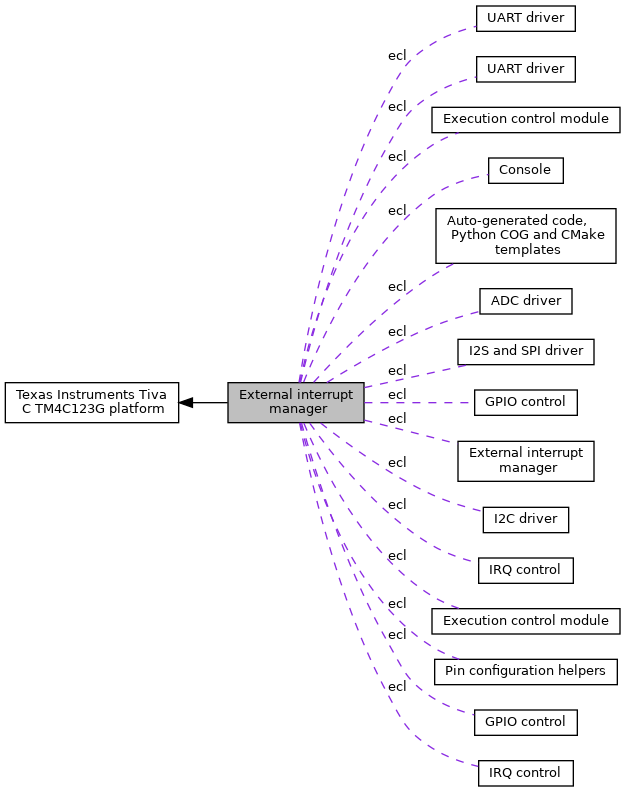 UART driver
ecl
UART driver
ecl
Execution control module
ecl
Console
ecl
Auto-generated code,
Python COG and CMake
templates
ecl
ADC driver
ecl
I2S and SPI driver
ecl
GPIO control
ecl
Texas Instruments Tiva
C TM4C123G platform
External interrupt
manager
ecl
External interrupt
manager
ecl
I2C driver
ecl
IRQ control
ecl
Execution control module
ecl
Pin configuration helpers
ecl
GPIO control
ecl
IRQ control